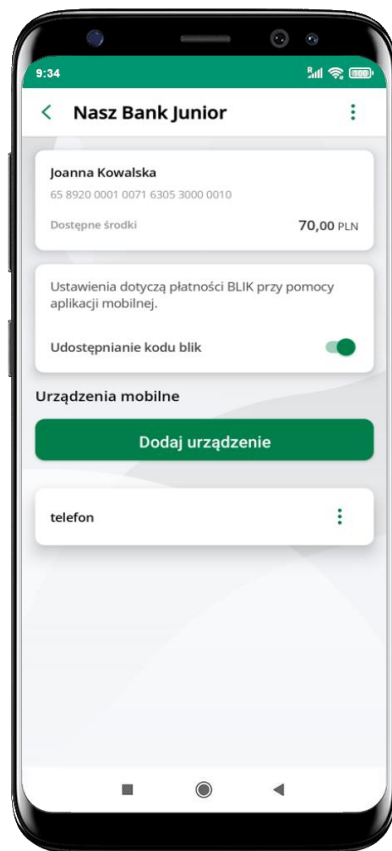 9:34
R
100
Nasz Bank Junior
Joanna Kowalska
65 8920 0001 0071 6305 3000 0010
Dostępne środki 70,00 PLN
Ustawienia dotyczą płatności BLIK przy pomocy
aplikacji mobilnej.
Udostępnianie kodu blik
Urządzenia mobilne
Dodaj urządzenie
telefon